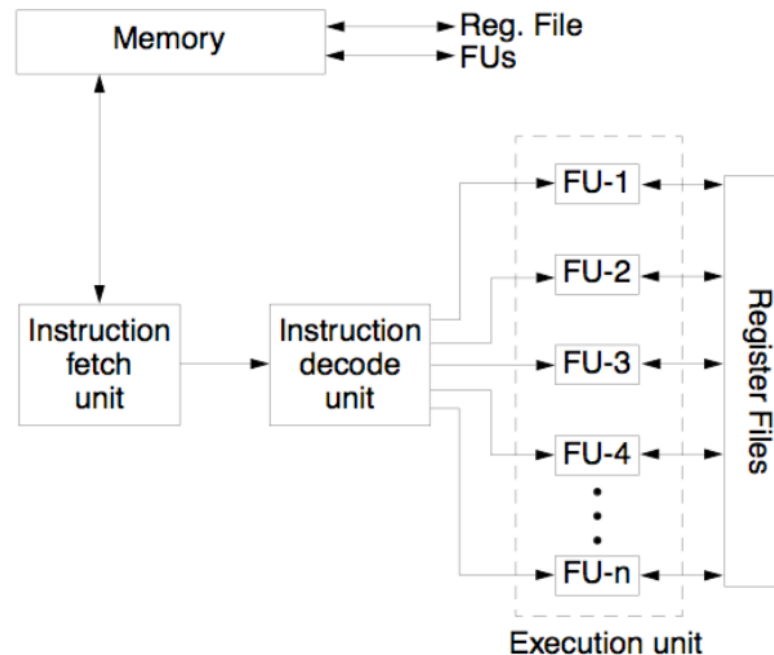 Memory
Reg. File
FUs
Instruction
fetch
unit
Instruction
decode
unit
FU-1
FU-2
FU-3
FU-4
FU-n
Register Files
Execution unit